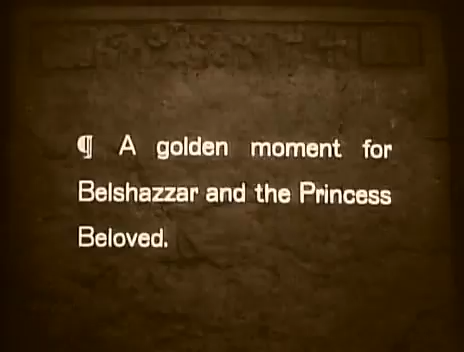 ¶ A golden moment for
Belshazzar and the Princess
Beloved.